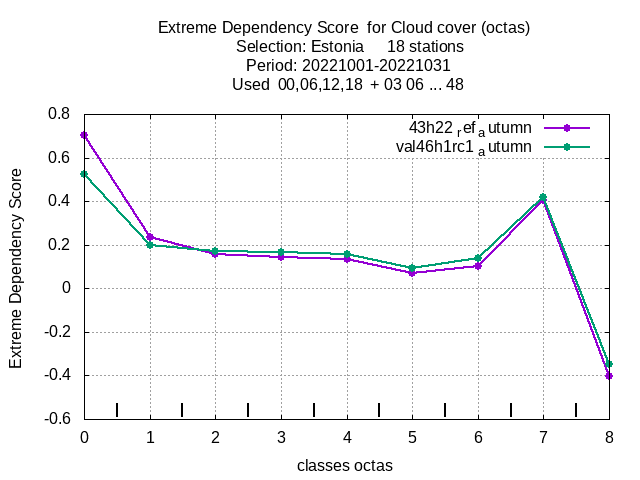 Extreme Dependency Score for Cloud cover (octas)
Selection: Estonia 18 stations
Period: 20221001-20221031
Used 00,06,12,18 + 03 06 ... 48
43h22 ref a utumn
val46h1rc1 a utumn
Extreme Dependency Score
0.8
0.6
0.4
0.2
0
-0.2
-0.4
-0.6
0 1 2 3 4 5 6 7 8
classes octas